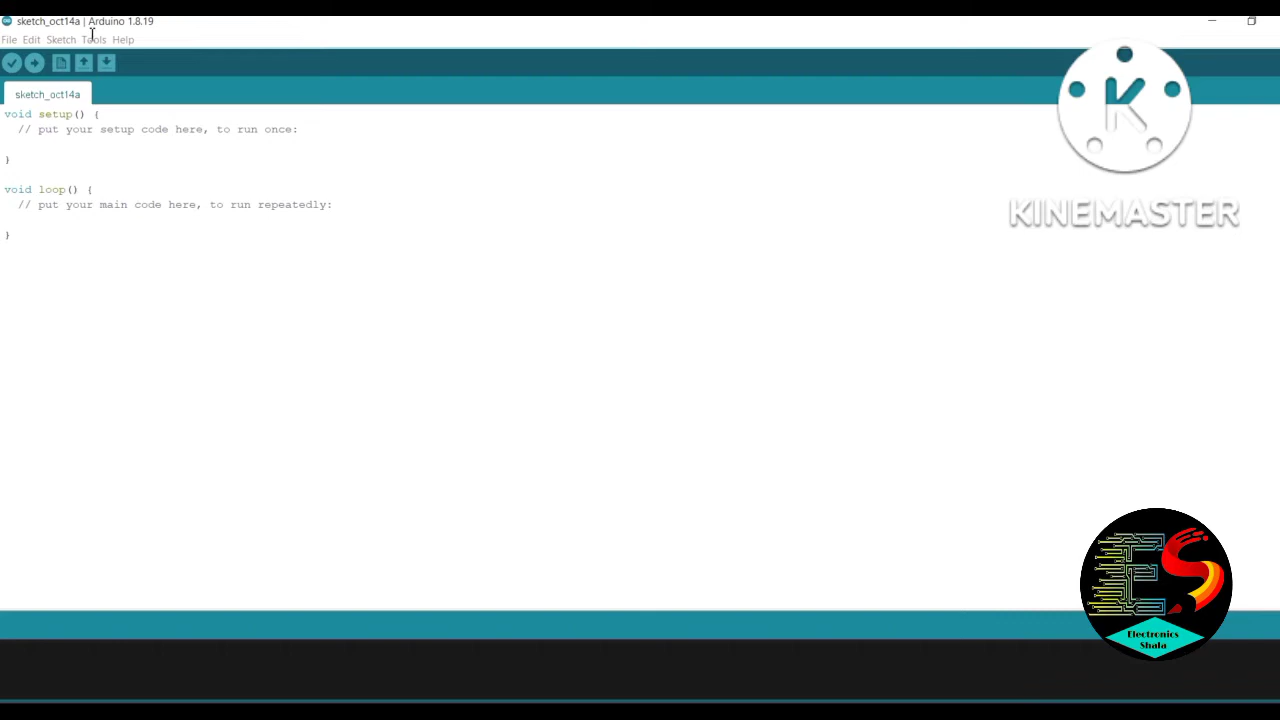 sketch_oct14a | Arduino 1.8.19
File Edit Sketch Tools Help
sketch_oct14a
void setup() {
// put your setup code here, to run once:
}
void loop() {
// put your main code here, to run repeatedly:
}
K
KINEMASTER
ES
Electronics
Shala